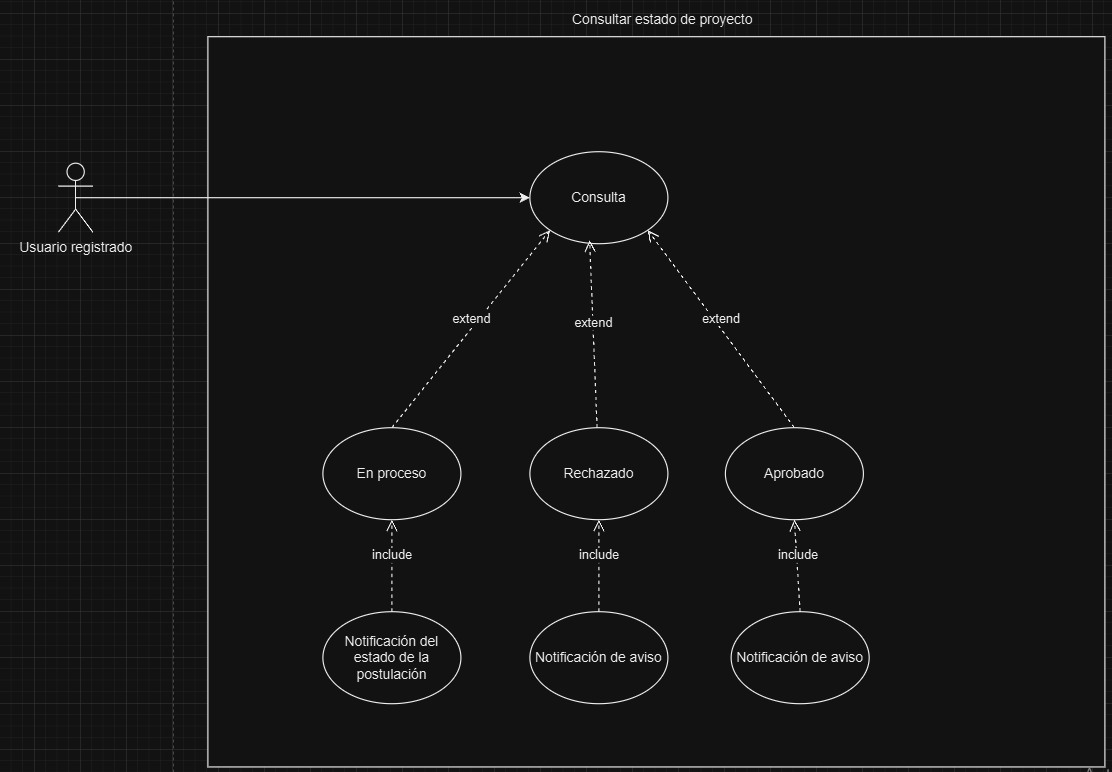 Consultar estado de proyecto
Consulta
Usuario registrado
extend
extend
extend
En proceso
Rechazado
Aprobado
include
include
include
Notificación del
estado de la
postulación
Notificación de aviso
Notificación de aviso